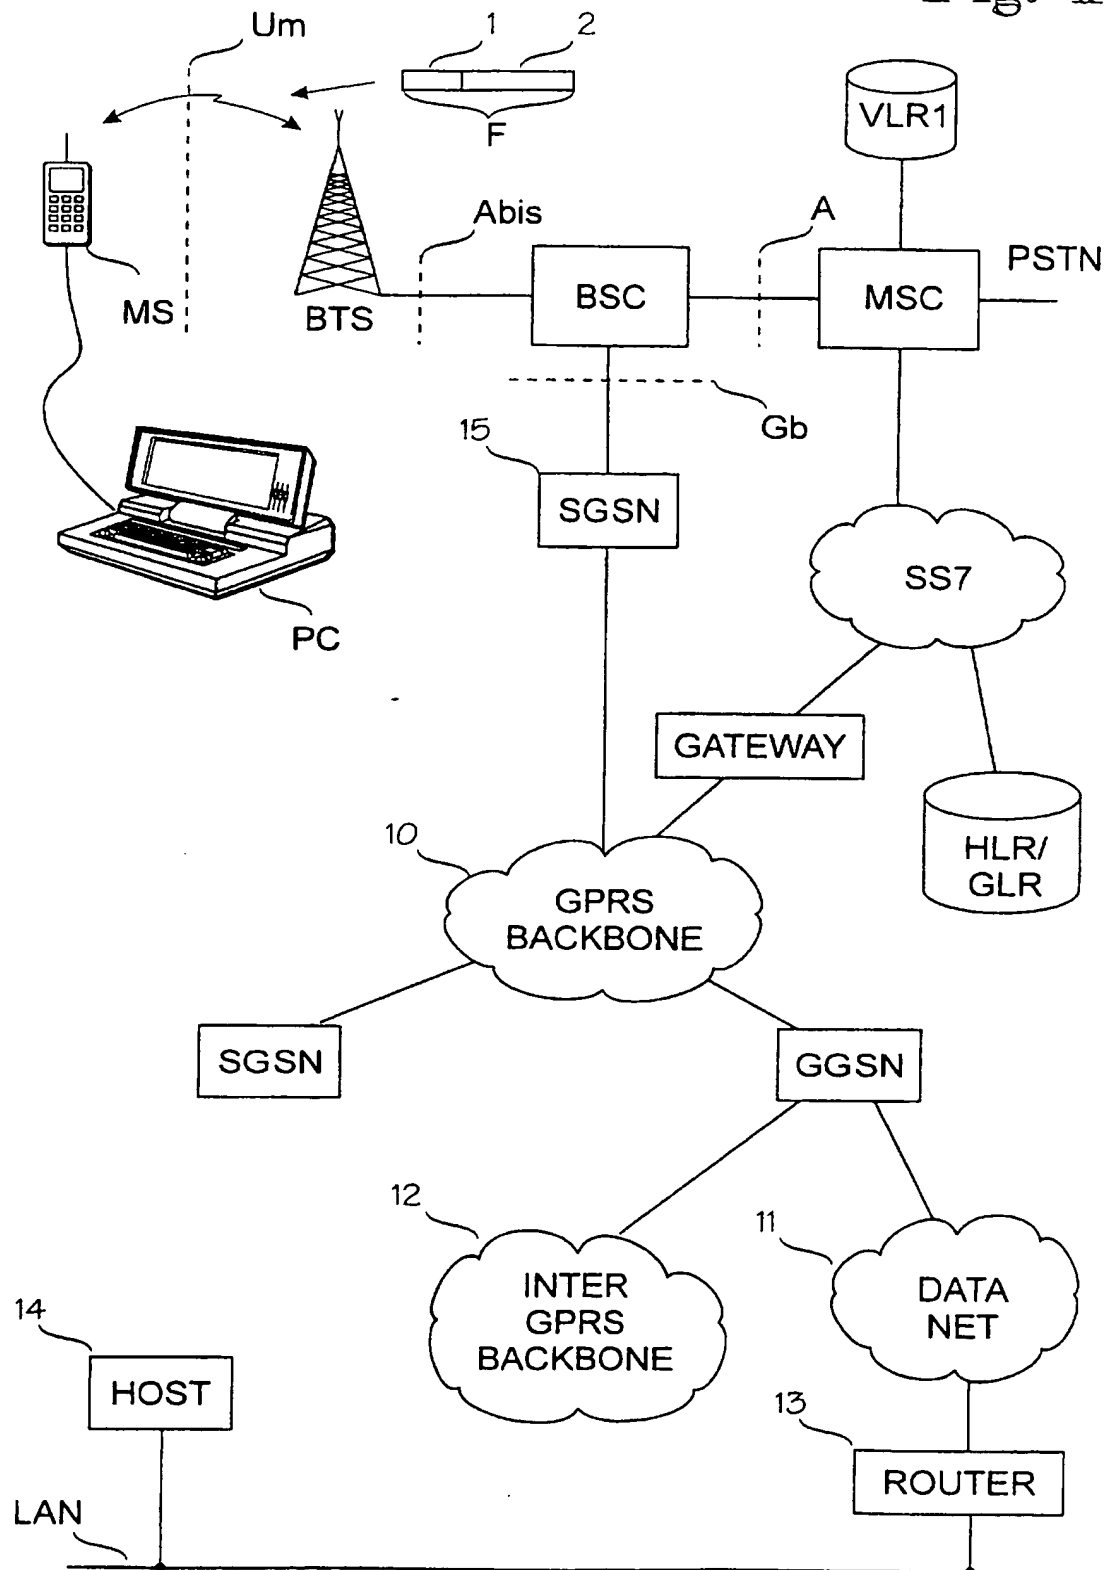 Um
1
2
F
VLR1
MS
BTS
Abis
BSC
A
MSC
PSTN
Gb
15
SGSN
SS7
PC
GATEWAY
HLR/
GLR
10
GPRS
BACKBONE
SGSN
GGSN
12
INTER
GPRS
BACKBONE
11
DATA
NET
14
HOST
13
ROUTER
LAN